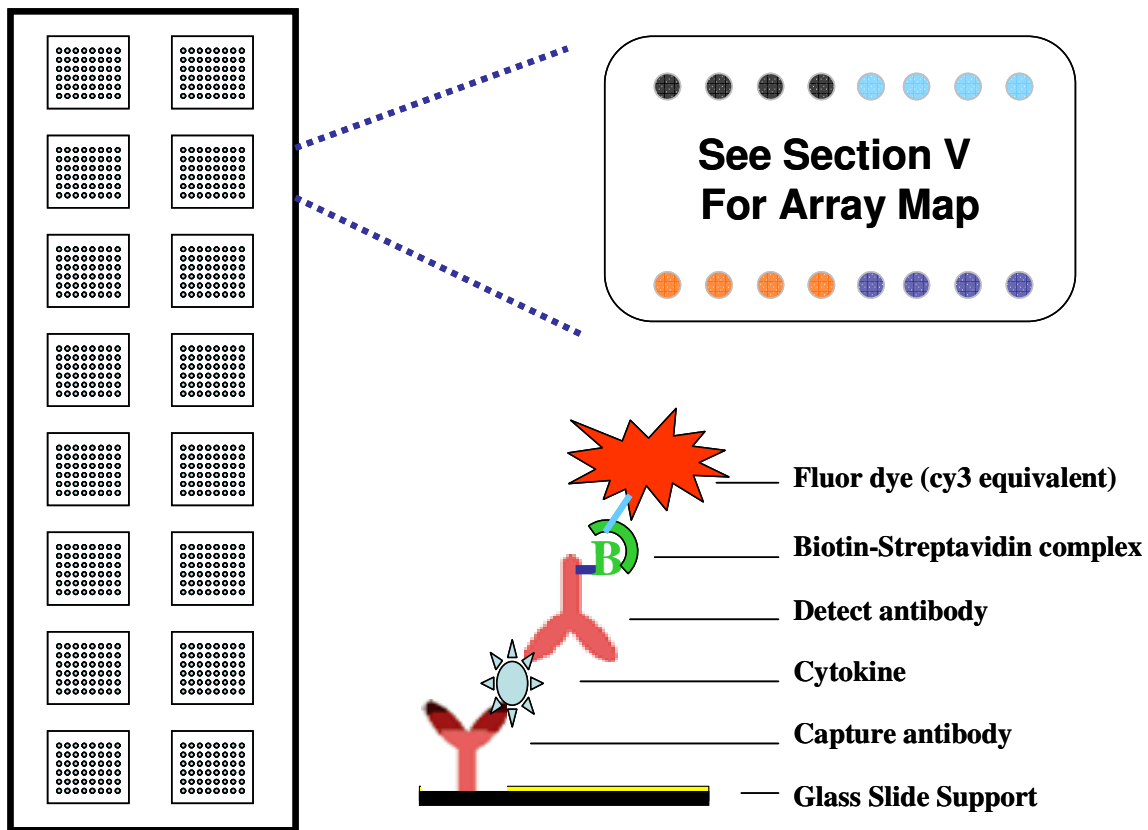 See Section V
For Array Map
Fluor dye (cy3 equivalent)
Biotin-Streptavidin complex
B
Detect antibody
Cytokine
Capture antibody
Glass Slide Support